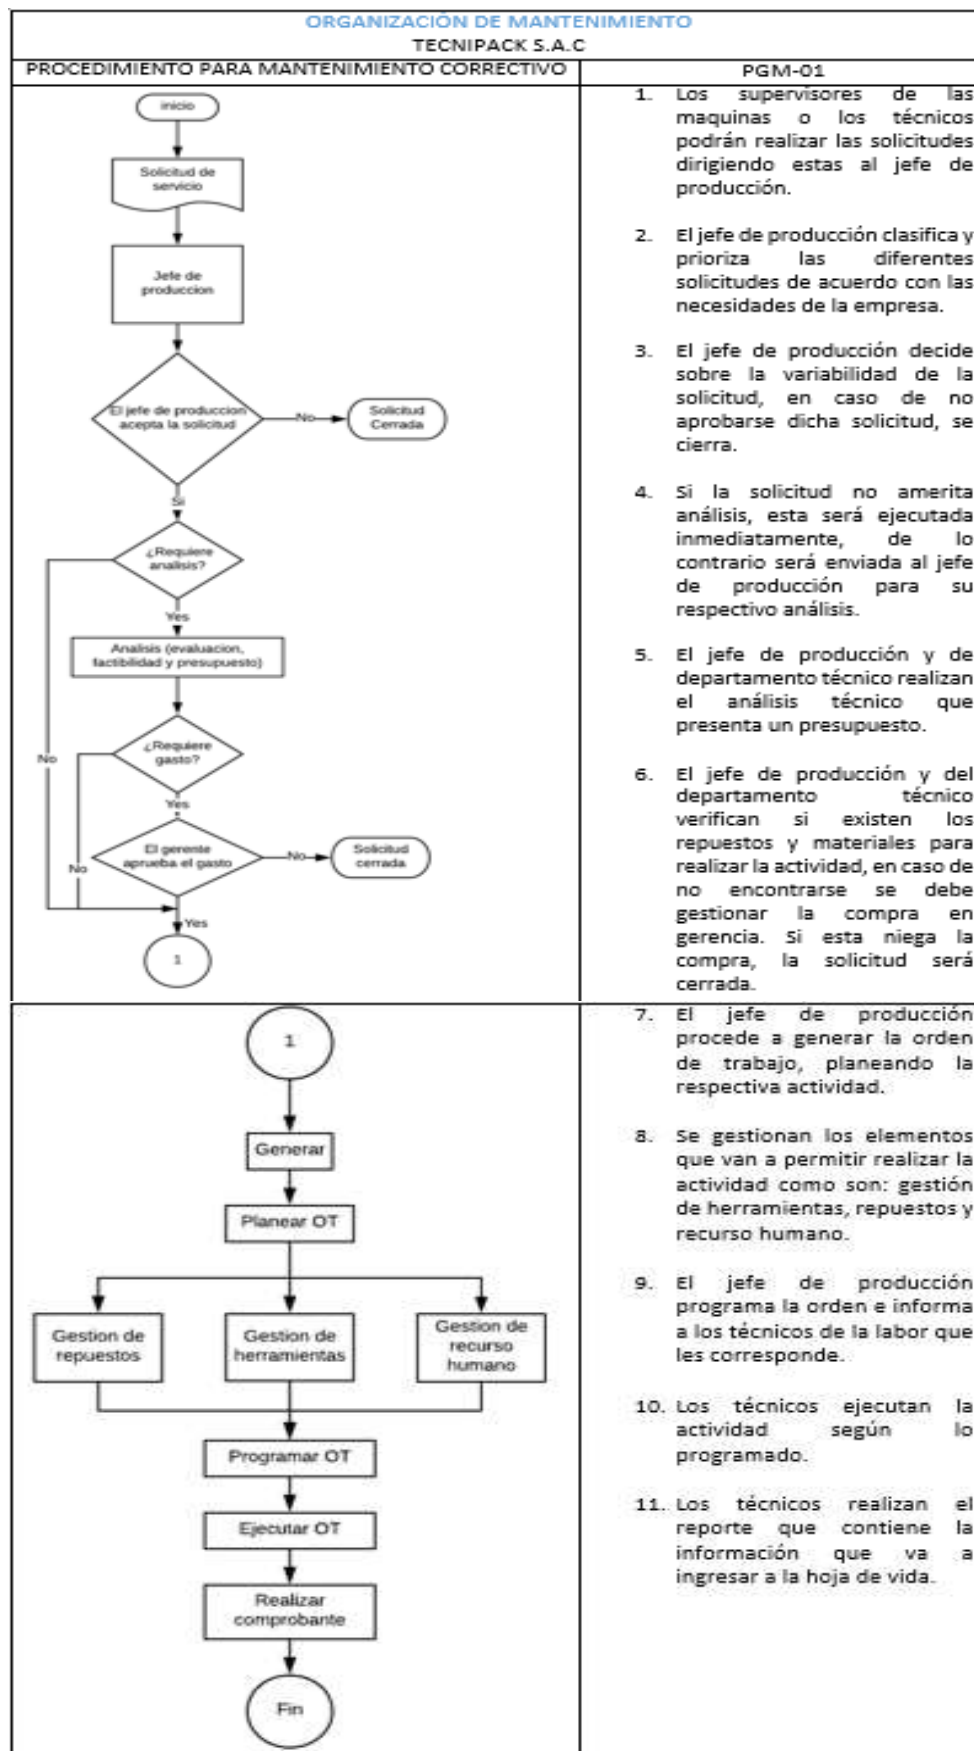 ORGANIZACIÓN DE MANTENIMIENTO
TECNIPACK S.A.C
PROCEDIMIENTO PARA MANTENIMIENTO CORRECTIVO
PGM-01
inicio
Solicitud de
servicio
Jefe de
produccion
El jefe de produccion
acepta la solicitud
No
Solicitud
Cerrada
Si
¿Requiere
analisis?
Yes
Analisis (evaluacion,
factibilidad y presupuesto)
¿Requiere
gasto?
No
Yes
El gerente
aprueba el gasto
No
Solicitud
cerrada
No
Yes
1
1. Los supervisores de las
maquinas o los técnicos
podrán realizar las solicitudes
dirigiendo estas al jefe de
producción.
2. El jefe de producción clasifica y
prioriza las diferentes
solicitudes de acuerdo con las
necesidades de la empresa.
3. El jefe de producción decide
sobre la variabilidad de la
solicitud, en caso de no
aprobarse dicha solicitud, se
cierra.
4. Si la solicitud no amerita
análisis, esta será ejecutada
inmediatamente, de lo
contrario será enviada al jefe
de producción para su
respectivo análisis.
5. El jefe de producción y de
departamento técnico realizan
el análisis técnico que
presenta un presupuesto.
6. El jefe de producción y del
departamento técnico
verifican si existen los
repuestos y materiales para
realizar la actividad, en caso de
no encontrarse se debe
gestionar la compra en
gerencia. Si esta niega la
compra, la solicitud será
cerrada.
1
Generar
Planear OT
Gestion de
repuestos
Gestion de
herramientas
Gestion de
recurso
humano
Programar OT
Ejecutar OT
Realizar
comprobante
Fin
7. El jefe de producción
procede a generar la orden
de trabajo, planeando la
respectiva actividad.
8. Se gestionan los elementos
que van a permitir realizar la
actividad como son: gestión
de herramientas, repuestos y
recurso humano.
9. El jefe de producción
programa la orden e informa
a los técnicos de la labor que
les corresponde.
10. Los técnicos ejecutan la
actividad según lo
programado.
11. Los técnicos realizan el
reporte que contiene la
información que va a
ingresar a la hoja de vida.